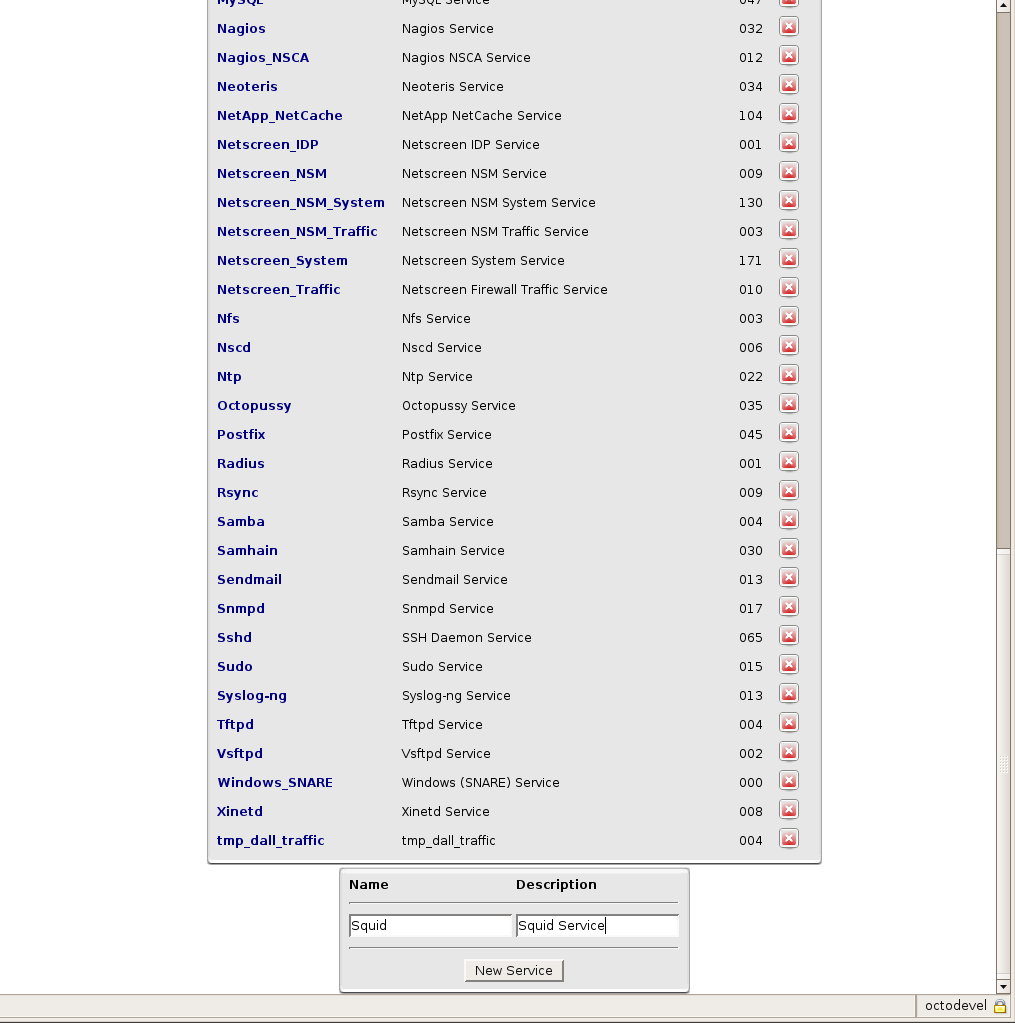 MySQL MySQL Service 047
Nagios Nagios Service 032
Nagios_NSCA Nagios NSCA Service 012
Neoteris Neoteris Service 034
NetApp_NetCache NetApp NetCache Service 104
Netscreen_IDP Netscreen IDP Service 001
Netscreen_NSM Netscreen NSM Service 009
Netscreen_NSM_System Netscreen NSM System Service 130
Netscreen_NSM_Traffic Netscreen NSM Traffic Service 003
Netscreen_System Netscreen System Service 171
Netscreen_Traffic Netscreen Firewall Traffic Service 010
Nfs Nfs Service 003
Nscd Nscd Service 006
Ntp Ntp Service 022
Octopussy Octopussy Service 035
Postfix Postfix Service 045
Radius Radius Service 001
Rsync Rsync Service 009
Samba Samba Service 004
Samhain Samhain Service 030
Sendmail Sendmail Service 013
Snmpd Snmpd Service 017
Sshd SSH Daemon Service 065
Sudo Sudo Service 015
Syslog-ng Syslog-ng Service 013
Tftpd Tftpd Service 004
Vsftpd Vsftpd Service 002
Windows_SNARE Windows (SNARE) Service 000
Xinetd Xinetd Service 008
tmp_dall_traffic tmp_dall_traffic 004
Name Description
Squid Squid Service
New Service
octodevel